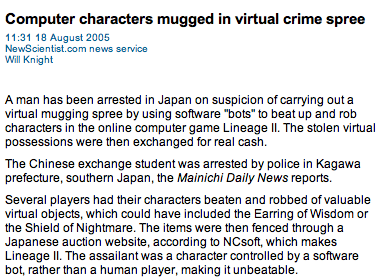 Computer characters mugged in virtual crime spree
11:31 18 August 2005
NewScientist.com news service
Will Knight
A man has been arrested in Japan on suspicion of carrying out a
virtual mugging spree by using software "bots" to beat up and rob
characters in the online computer game Lineage II. The stolen virtual
possessions were then exchanged for real cash.
The Chinese exchange student was arrested by police in Kagawa
prefecture, southern Japan, the Mainichi Daily News reports.
Several players had their characters beaten and robbed of valuable
virtual objects, which could have included the Earring of Wisdom or
the Shield of Nightmare. The items were then fenced through a
Japanese auction website, according to NCsoft, which makes
Lineage II. The assailant was a character controlled by a software
bot, rather than a human player, making it unbeatable.